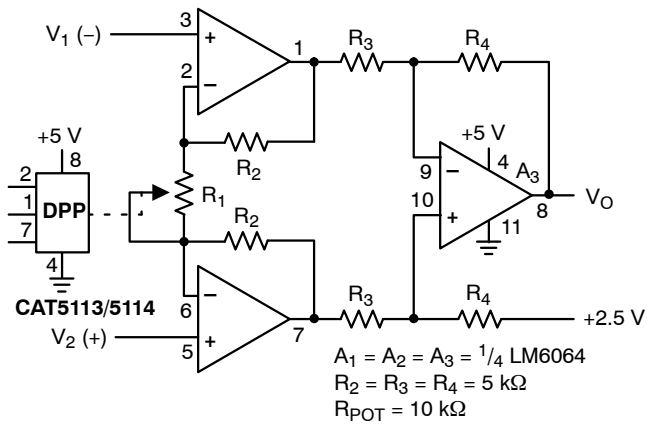 V1 (−)
3
+
1
R3
R4
2
−
+5 V
8
R2
+5 V
4
A3
9
−
2
1
7
DPP
R1
10
+
8
VO
11
R2
4
CAT5113/5114
−
6
R3
R4
+2.5 V
7
V2 (+)
5
+
A1 = A2 = A3 = 1/4 LM6064
R2 = R3 = R4 = 5 kΩ
RPOT = 10 kΩ